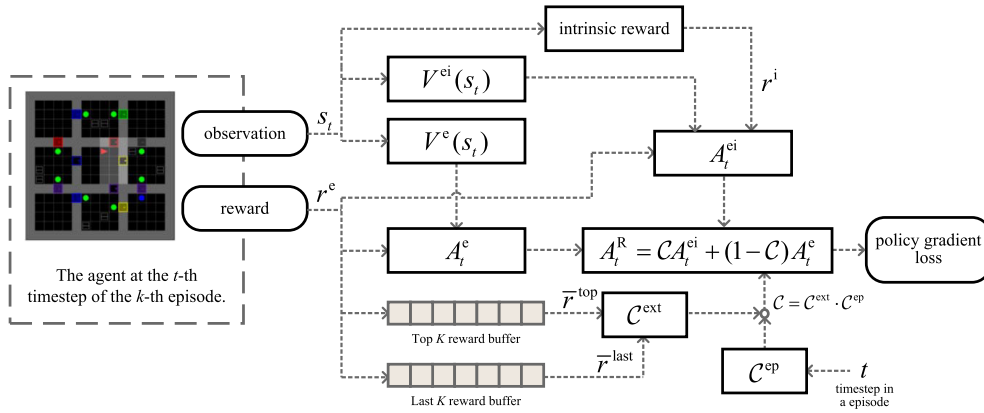 The agent at the t-th
timestep of the k-th episode.
observation
reward
s_t
r^e
intrinsic reward
V^ei(s_t)
V^e(s_t)
r^i
A_t^ei
A_t^e
A_t^R = 𝒞A_t^ei + (1−𝒞)A_t^e
policy gradient
loss
Top K reward buffer
r̅^top
𝒞^ext
𝒞 = 𝒞^ext · 𝒞^ep
Last K reward buffer
r̅^last
𝒞^ep
t
timestep in
a episode